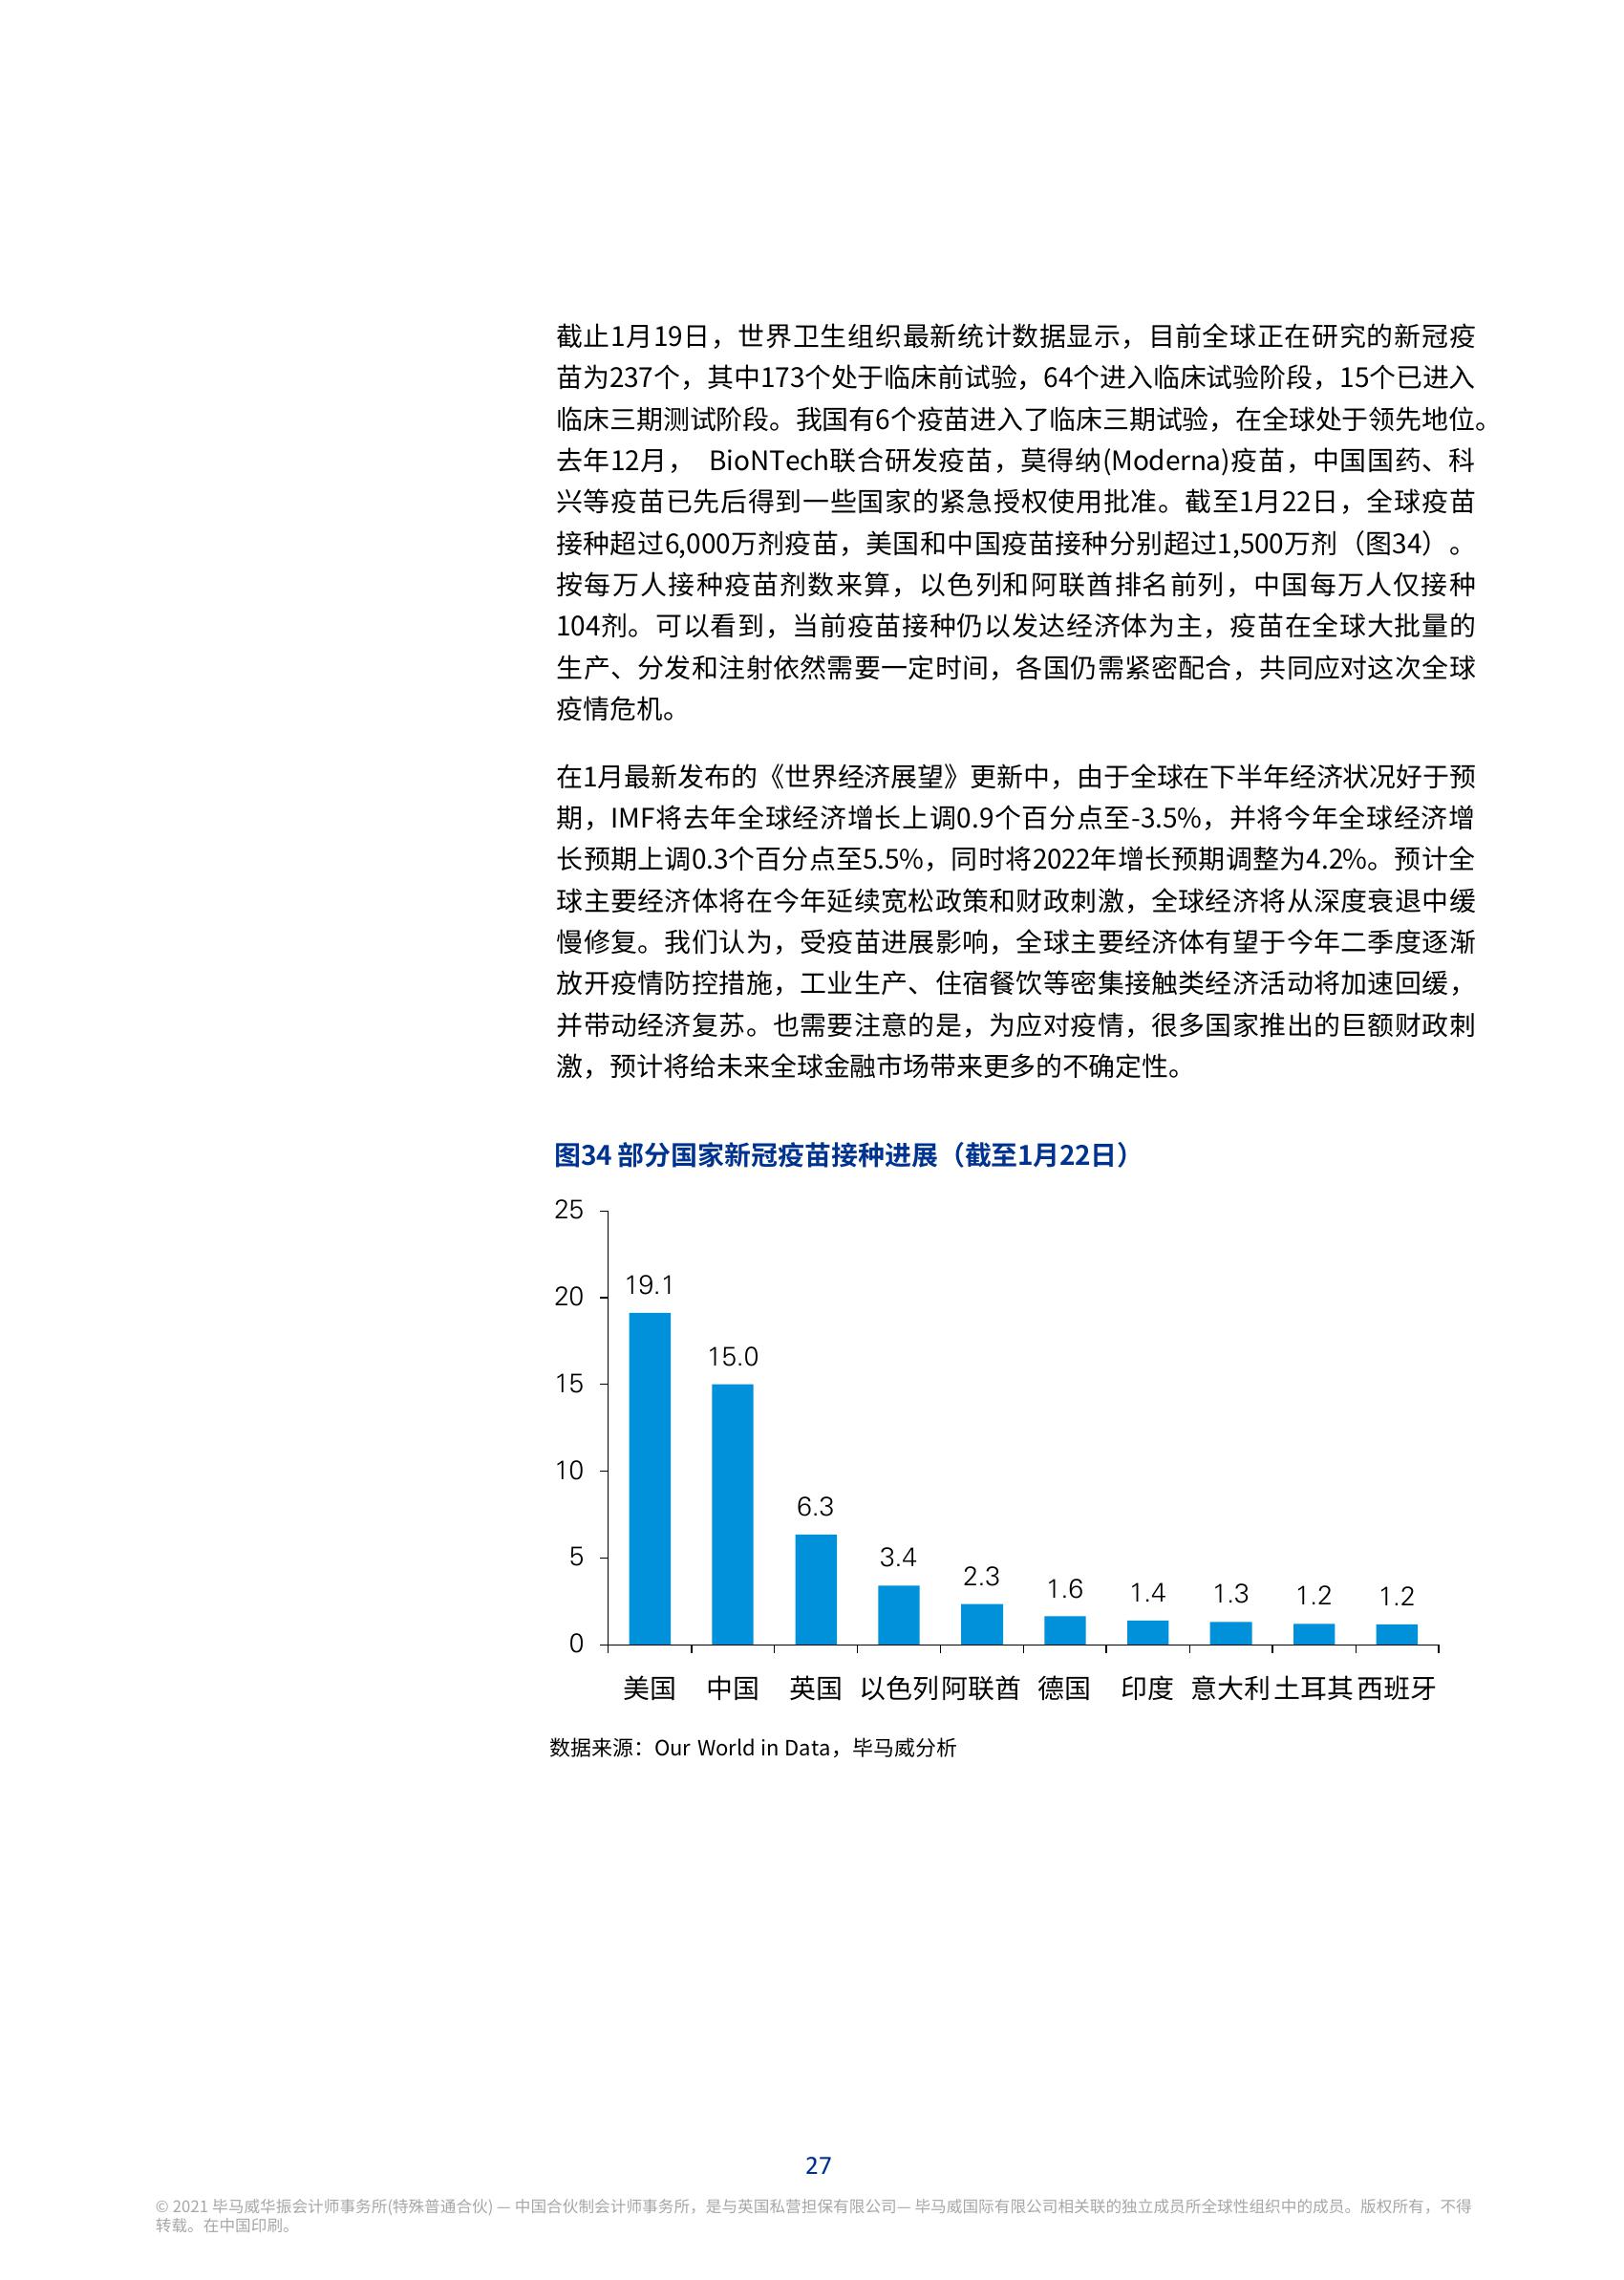 截止1月19日，世界卫生组织最新统计数据显示，目前全球正在研究的新冠疫
苗为237个，其中173个处于临床前试验，64个进入临床试验阶段，15个已进入
临床三期测试阶段。我国有6个疫苗进入了临床三期试验，在全球处于领先地位。
去年12月， BioNTech联合研发疫苗，莫得纳(Moderna)疫苗，中国国药、科
兴等疫苗已先后得到一些国家的紧急授权使用批准。截至1月22日，全球疫苗
接种超过6,000万剂疫苗，美国和中国疫苗接种分别超过1,500万剂（图34）。
按每万人接种疫苗剂数来算，以色列和阿联酋排名前列，中国每万人仅接种
104剂。可以看到，当前疫苗接种仍以发达经济体为主，疫苗在全球大批量的
生产、分发和注射依然需要一定时间，各国仍需紧密配合，共同应对这次全球
疫情危机。
在1月最新发布的《世界经济展望》更新中，由于全球在下半年经济状况好于预
期，IMF将去年全球经济增长上调0.9个百分点至-3.5%，并将今年全球经济增
长预期上调0.3个百分点至5.5%，同时将2022年增长预期调整为4.2%。预计全
球主要经济体将在今年延续宽松政策和财政刺激，全球经济将从深度衰退中缓
慢修复。我们认为，受疫苗进展影响，全球主要经济体有望于今年二季度逐渐
放开疫情防控措施，工业生产、住宿餐饮等密集接触类经济活动将加速回缓，
并带动经济复苏。也需要注意的是，为应对疫情，很多国家推出的巨额财政刺
激，预计将给未来全球金融市场带来更多的不确定性。
图34 部分国家新冠疫苗接种进展（截至1月22日）
25
20
15
10
5
0
19.1
15.0
6.3
3.4
2.3
1.6
1.4
1.3
1.2
1.2
美国 中国 英国 以色列 阿联酋 德国 印度 意大利 土耳其 西班牙
数据来源：Our World in Data，毕马威分析
27
© 2021 毕马威华振会计师事务所(特殊普通合伙) — 中国合伙制会计师事务所，是与英国私营担保有限公司— 毕马威国际有限公司相关联的独立成员所全球性组织中的成员。版权所有，不得
转载。在中国印刷。